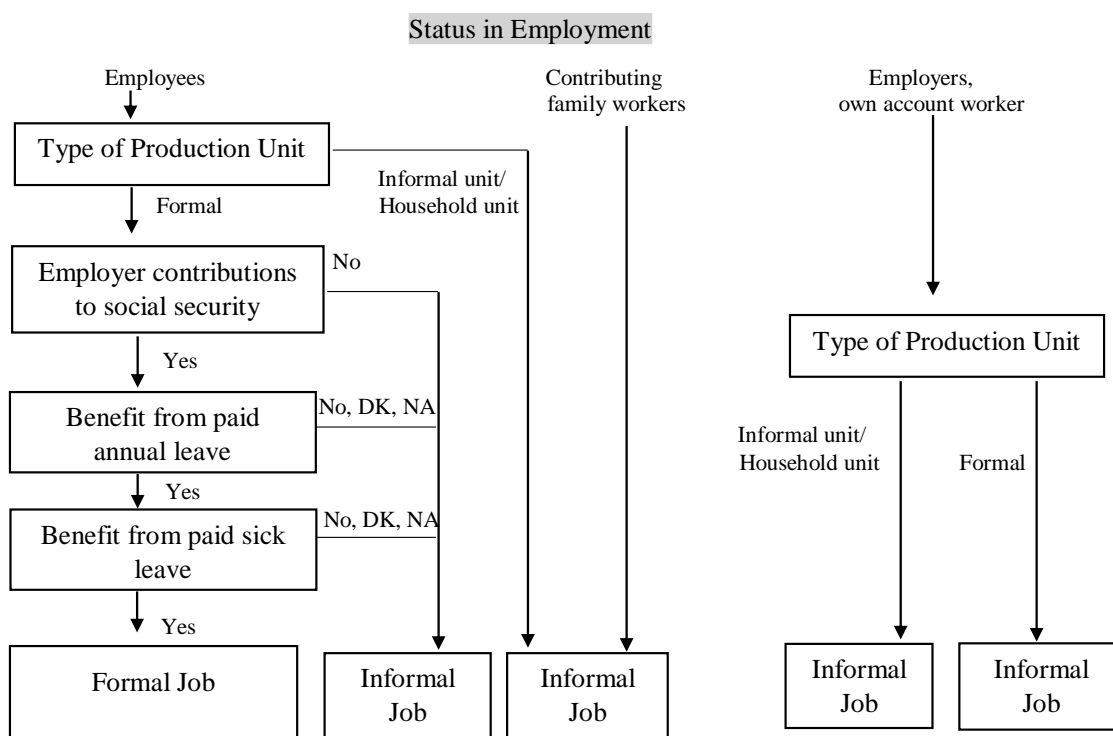 Status in Employment
Employees
Contributing
family workers
Employers,
own account worker
Type of Production Unit
Informal unit/
Household unit
Formal
Employer contributions
to social security
No
Yes
Type of Production Unit
Benefit from paid
annual leave
No, DK, NA
Informal unit/
Household unit
Formal
Yes
Benefit from paid sick
leave
No, DK, NA
Yes
Formal Job
Informal
Job
Informal
Job
Informal
Job
Informal
Job